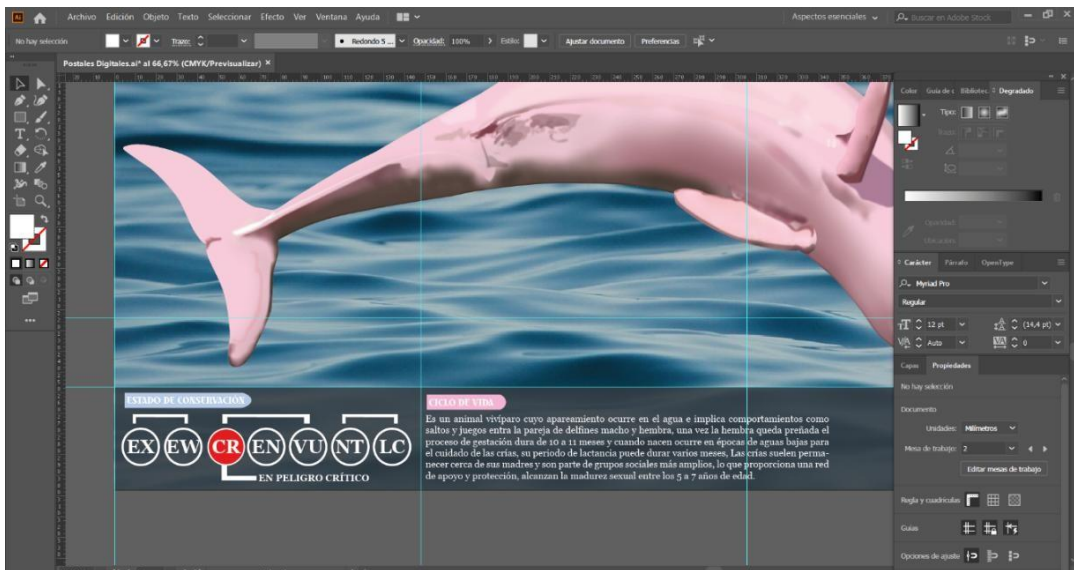 Ai Archivo Edición Objeto Texto Seleccionar Efecto Ver Ventana Ayuda Aspectos esenciales Buscar en Adobe Stock
No hay selección Trazo: Redondo 5 ... Opacidad: 100% Estilo: Ajustar documento Preferencias
Postales Digitales.ai* al 66,67% (CMYK/Previsualizar) ×
Color Guía de c Bibliotec. Degradado
Tipo:
Trazo:
Opacidad:
Ubicación:
Carácter Párrafo OpenType
Myriad Pro
Regular
12 pt (14,4 pt)
Auto 0
Capas Propiedades
No hay selección
Documento
Unidades: Milímetros
Mesa de trabajo: 2
Editar mesas de trabajo
Regla y cuadrículas
Guías
Opciones de ajuste
ESTADO DE CONSERVACIÓN
EX EW CR EN VU NT LC
EN PELIGRO CRÍTICO
CICLO DE VIDA
Es un animal vivíparo cuyo apareamiento ocurre en el agua e implica comportamientos como
saltos y juegos entra la pareja de delfines macho y hembra, una vez la hembra queda preñada el
proceso de gestación dura de 10 a 11 meses y cuando nacen ocurre en épocas de aguas bajas para
el cuidado de las crías, su periodo de lactancia puede durar varios meses, Las crías suelen perma-
necer cerca de sus madres y son parte de grupos sociales más amplios, lo que proporciona una red
de apoyo y protección, alcanzan la madurez sexual entre los 5 a 7 años de edad.